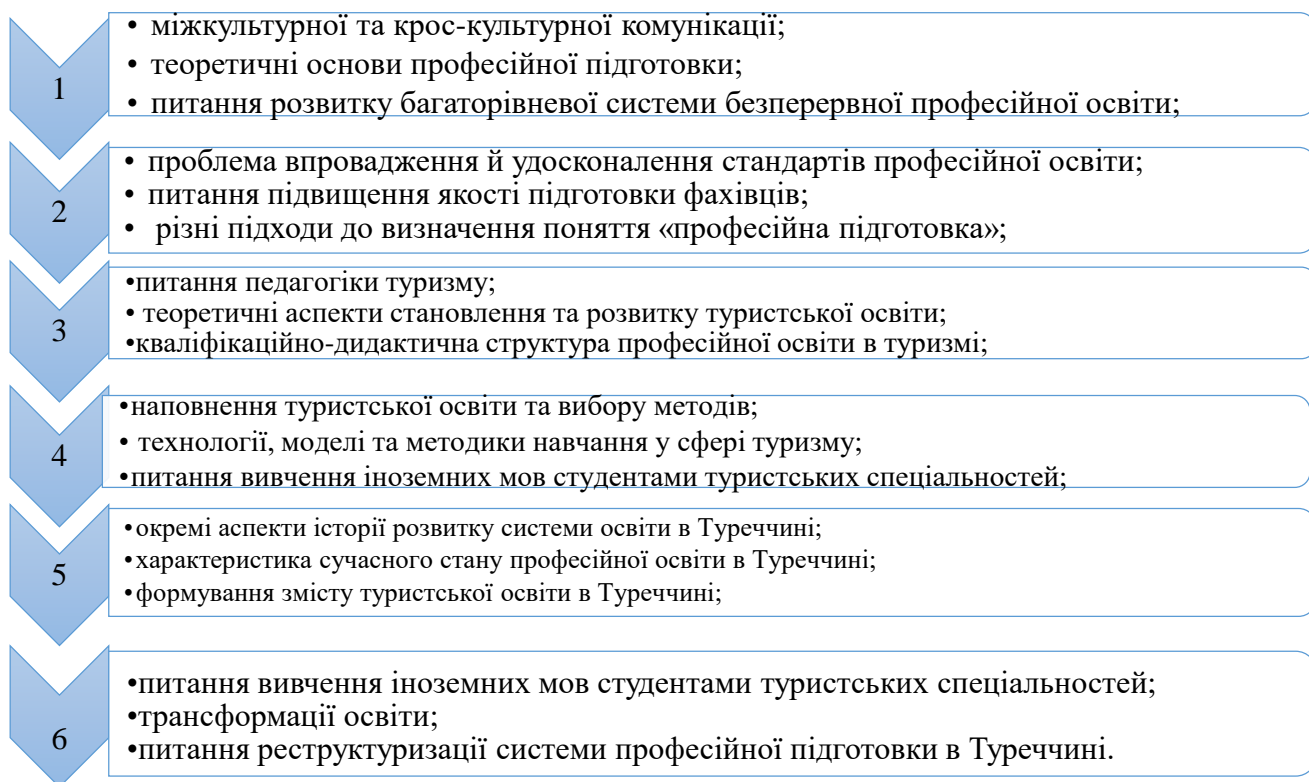 1
• міжкультурної та крос-культурної комунікації;
• теоретичні основи професійної підготовки;
• питання розвитку багаторівневої системи безперервної професійної освіти;
2
• проблема впровадження й удосконалення стандартів професійної освіти;
• питання підвищення якості підготовки фахівців;
• різні підходи до визначення поняття «професійна підготовка»;
3
•питання педагогіки туризму;
• теоретичні аспекти становлення та розвитку туристської освіти;
•кваліфікаційно-дидактична структура професійної освіти в туризмі;
4
•наповнення туристської освіти та вибору методів;
• технології, моделі та методики навчання у сфері туризму;
•питання вивчення іноземних мов студентами туристських спеціальностей;
5
•окремі аспекти історії розвитку системи освіти в Туреччині;
•характеристика сучасного стану професійної освіти в Туреччині;
•формування змісту туристської освіти в Туреччині;
6
•питання вивчення іноземних мов студентами туристських спеціальностей;
•трансформації освіти;
•питання реструктуризації системи професійної підготовки в Туреччині.